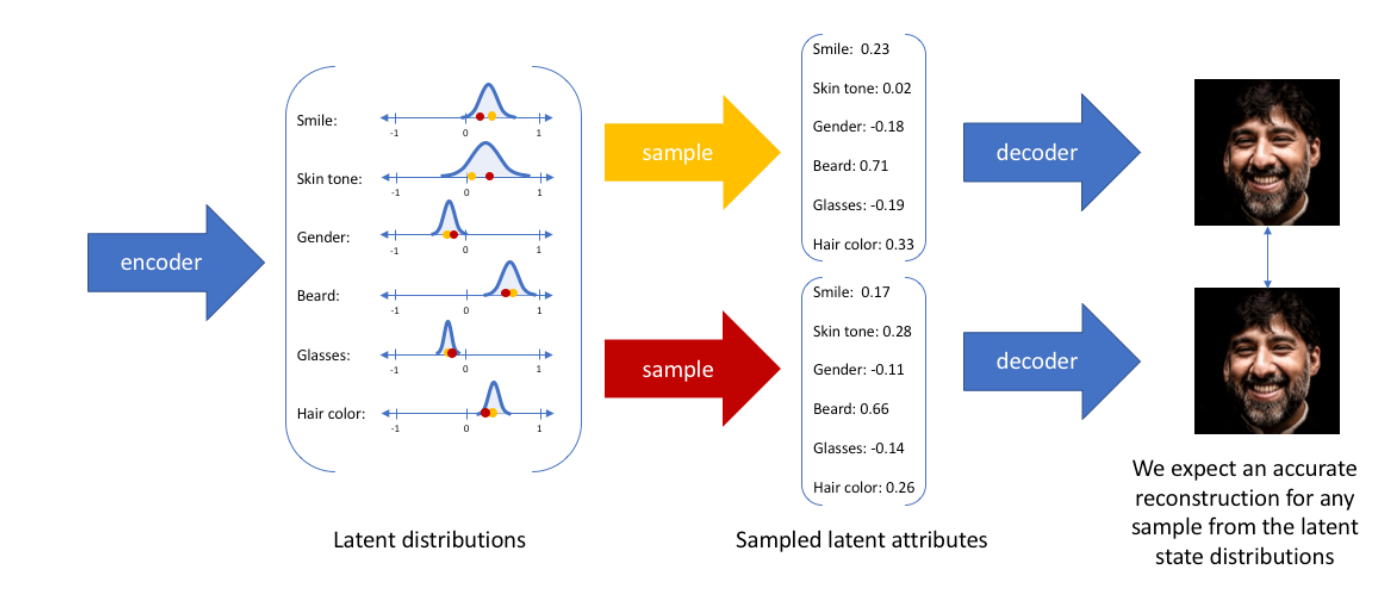 encoder
Smile:
-1 0 1
Skin tone:
-1 0 1
Gender:
-1 0 1
Beard:
-1 0 1
Glasses:
-1 0 1
Hair color:
-1 0 1
Latent distributions
sample
sample
Smile: 0.23
Skin tone: 0.02
Gender: -0.18
Beard: 0.71
Glasses: -0.19
Hair color: 0.33
Smile: 0.17
Skin tone: 0.28
Gender: -0.11
Beard: 0.66
Glasses: -0.14
Hair color: 0.26
Sampled latent attributes
decoder
decoder
We expect an accurate
reconstruction for any
sample from the latent
state distributions